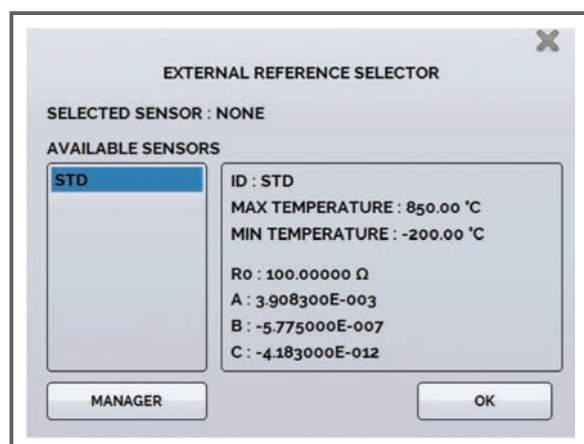 EXTERNAL REFERENCE SELECTOR
SELECTED SENSOR : NONE
AVAILABLE SENSORS
STD
ID : STD
MAX TEMPERATURE : 850.00 °C
MIN TEMPERATURE : -200.00 °C
R0 : 100.00000 Ω
A : 3.908300E-003
B : -5.775000E-007
C : -4.183000E-012
MANAGER
OK